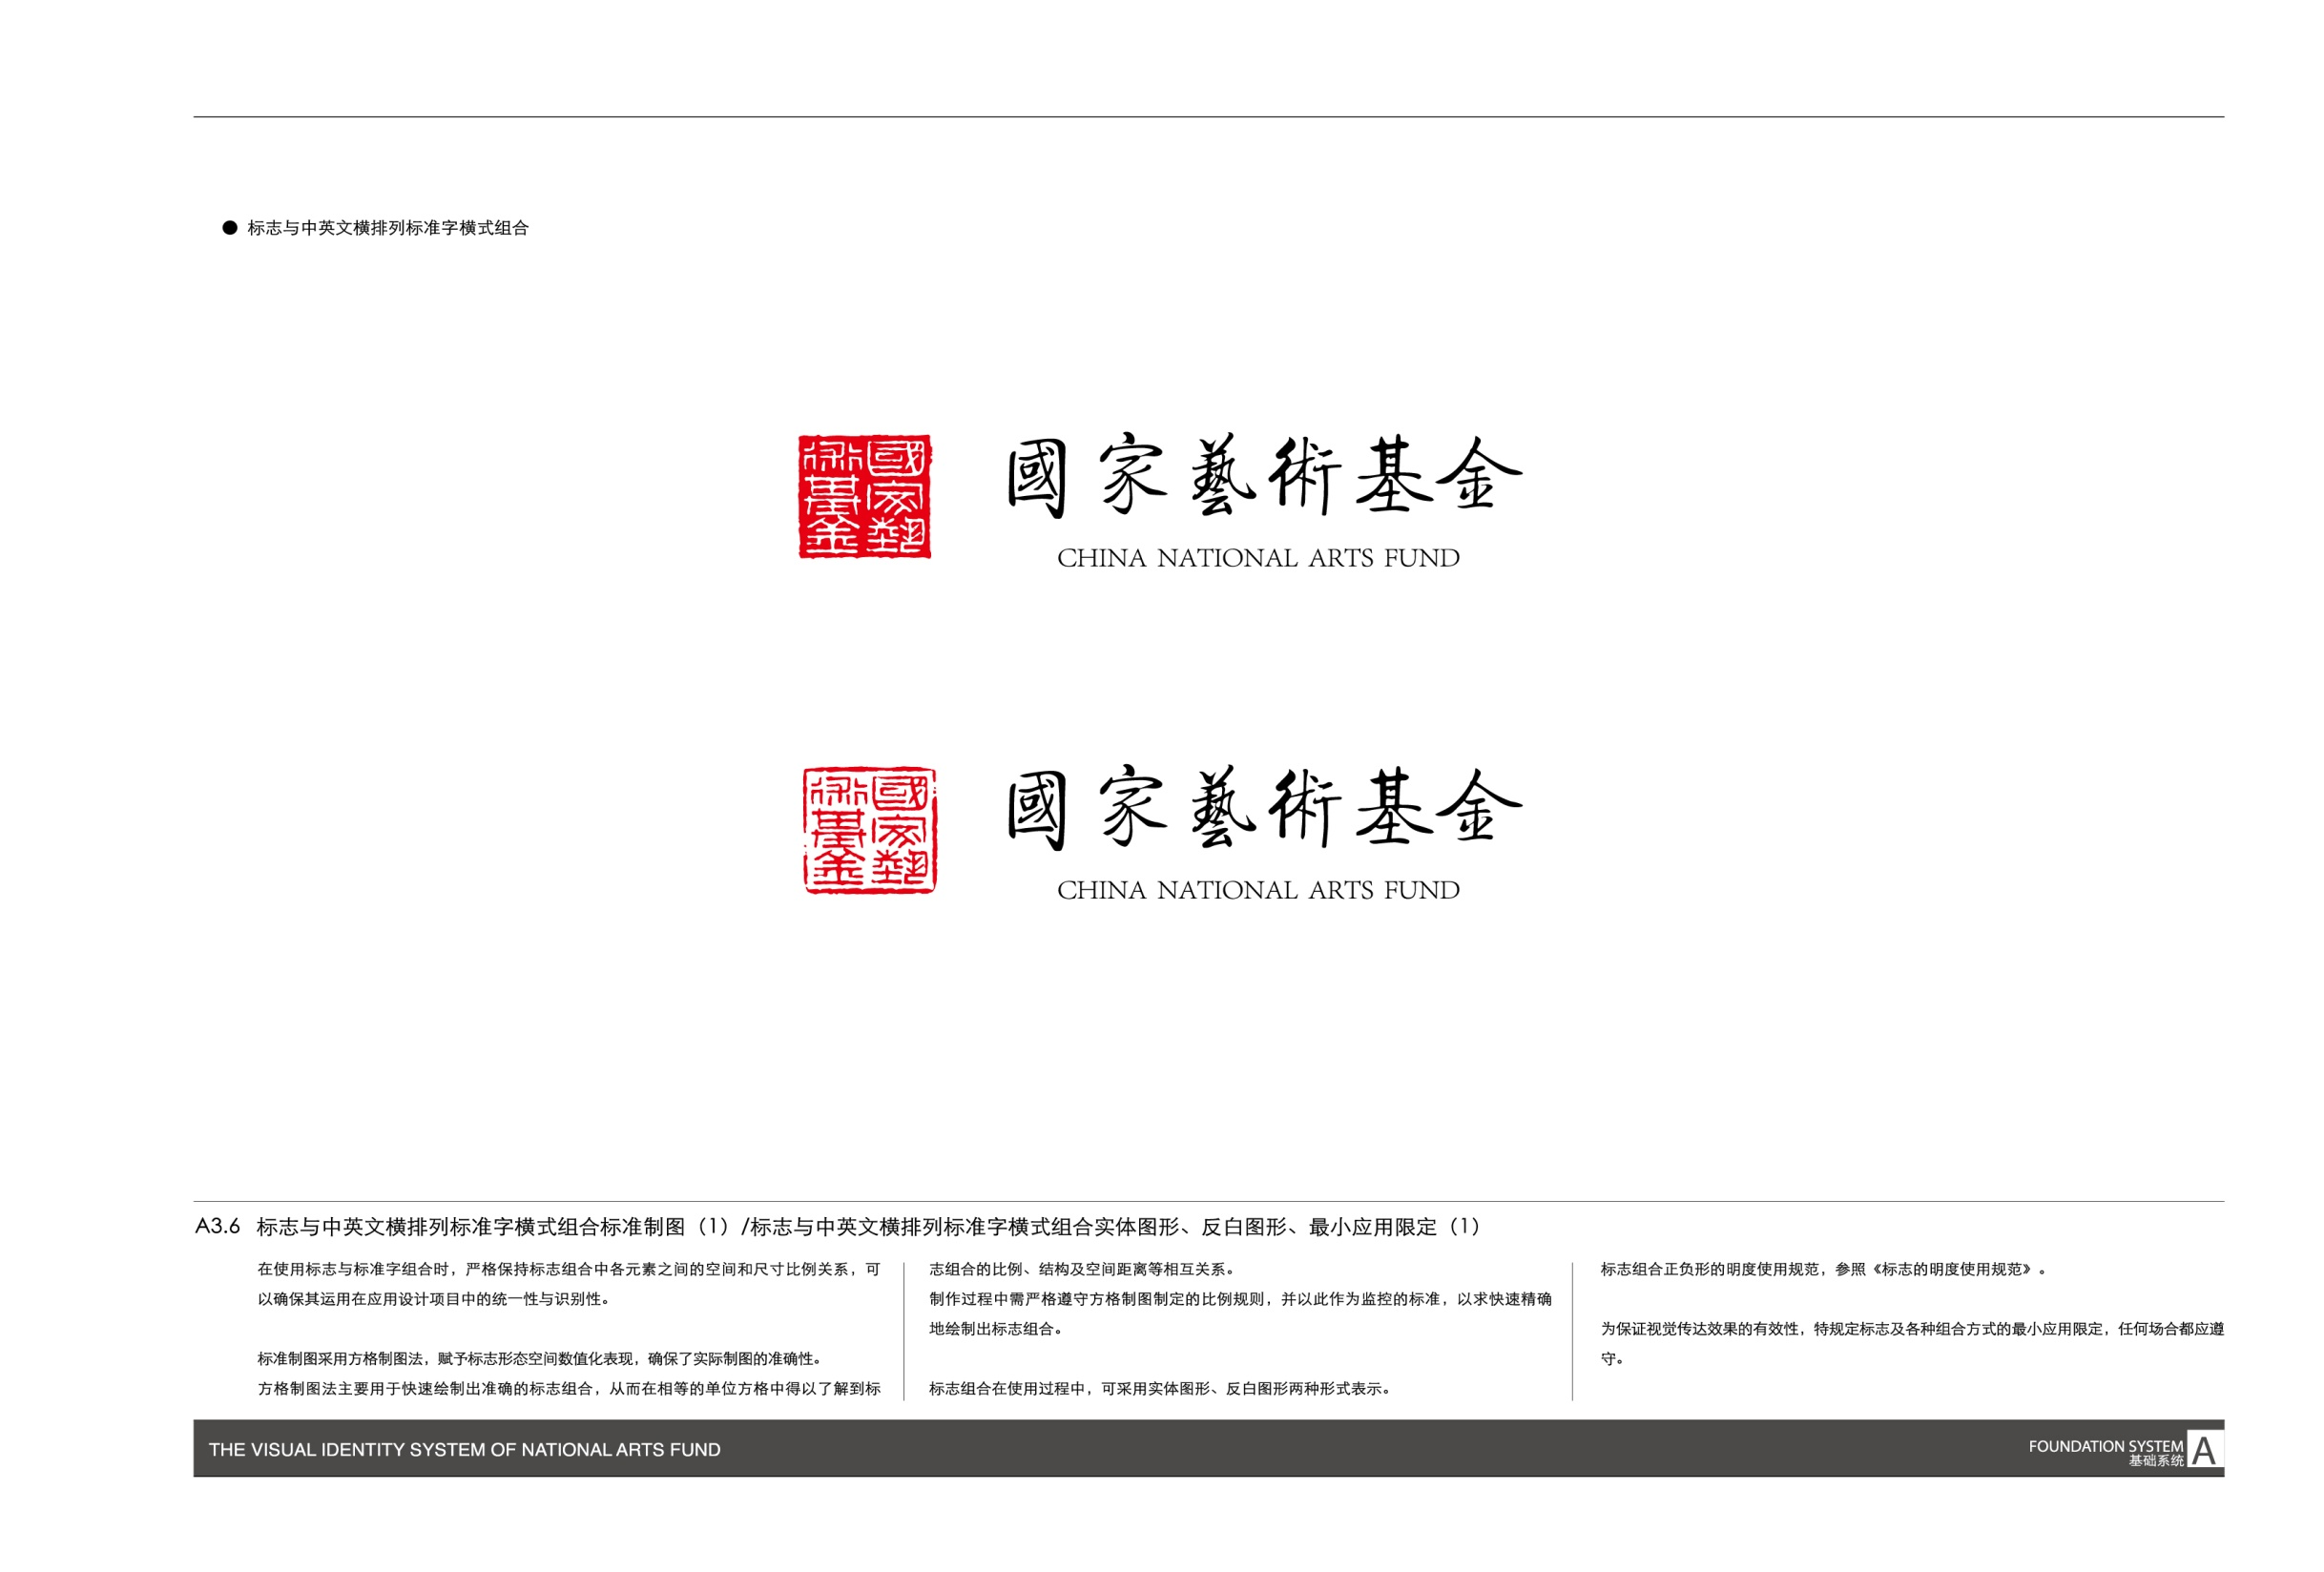 ● 标志与中英文横排列标准字横式组合
國家藝術基金
國家藝術基金
CHINA NATIONAL ARTS FUND
國家藝術基金
國家藝術基金
CHINA NATIONAL ARTS FUND
A3.6 标志与中英文横排列标准字横式组合标准制图（1）/标志与中英文横排列标准字横式组合实体图形、反白图形、最小应用限定（1）
在使用标志与标准字组合时，严格保持标志组合中各元素之间的空间和尺寸比例关系，可
以确保其运用在应用设计项目中的统一性与识别性。
标准制图采用方格制图法，赋予标志形态空间数值化表现，确保了实际制图的准确性。
方格制图法主要用于快速绘制出准确的标志组合，从而在相等的单位方格中得以了解到标
志组合的比例、结构及空间距离等相互关系。
制作过程中需严格遵守方格制图制定的比例规则，并以此作为监控的标准，以求快速精确
地绘制出标志组合。
标志组合在使用过程中，可采用实体图形、反白图形两种形式表示。
标志组合正负形的明度使用规范，参照《标志的明度使用规范》。
为保证视觉传达效果的有效性，特规定标志及各种组合方式的最小应用限定，任何场合都应遵
守。
THE VISUAL IDENTITY SYSTEM OF NATIONAL ARTS FUND
FOUNDATION SYSTEM
基础系统
A